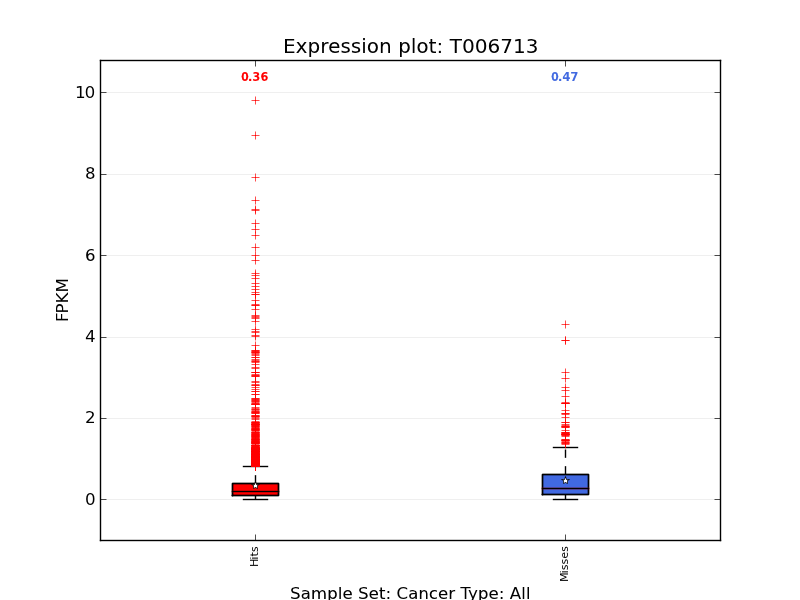 Expression plot: T006713
0.36 0.47
10
8
6
4
2
0
FPKM
Hits Misses
Sample Set: Cancer Type: All